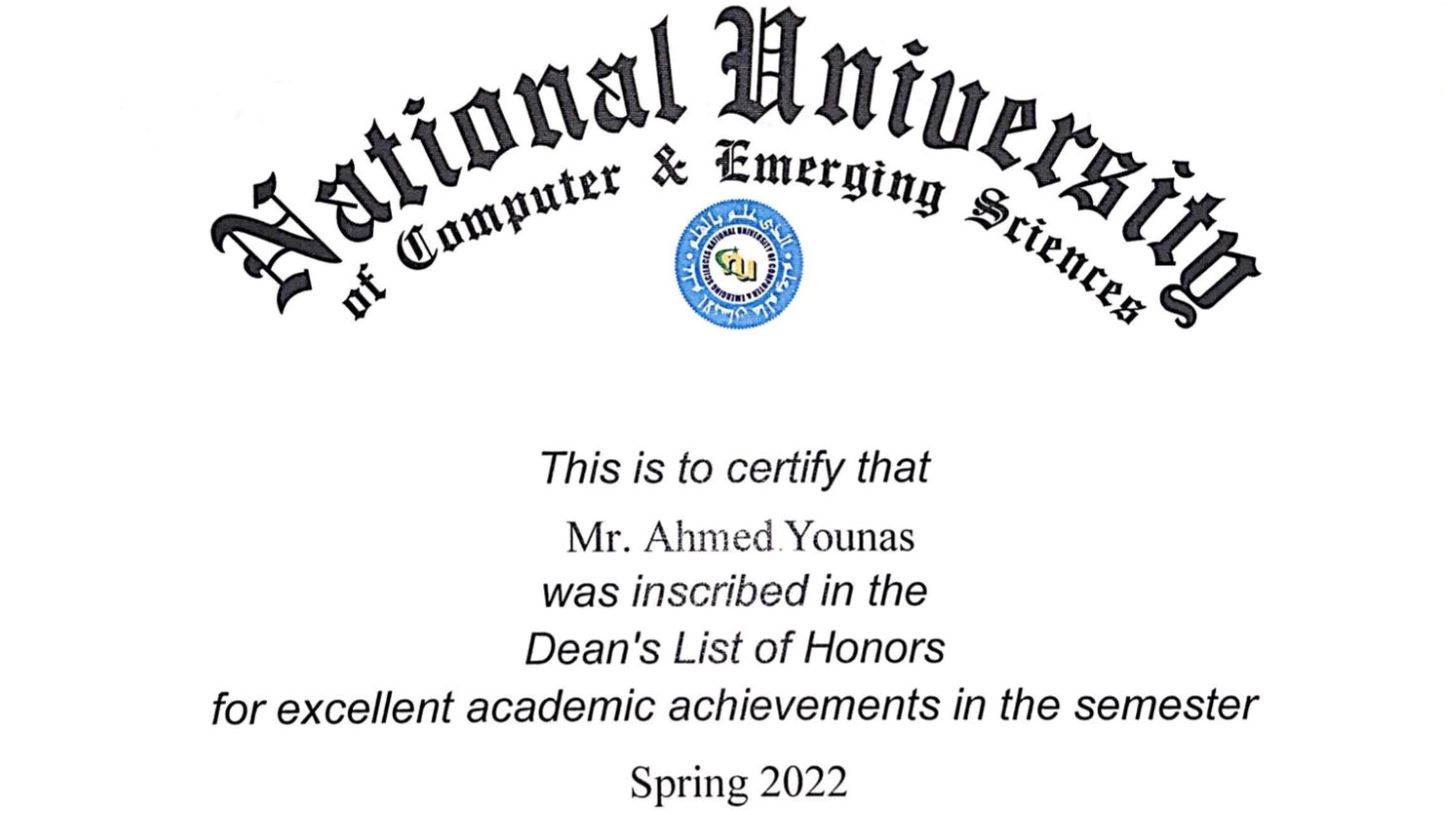 National University
of Computer & Emerging Sciences
NATIONAL UNIVERSITY OF COMPUTER & EMERGING SCIENCES
nu
This is to certify that
Mr. Ahmed Younas
was inscribed in the
Dean's List of Honors
for excellent academic achievements in the semester
Spring 2022